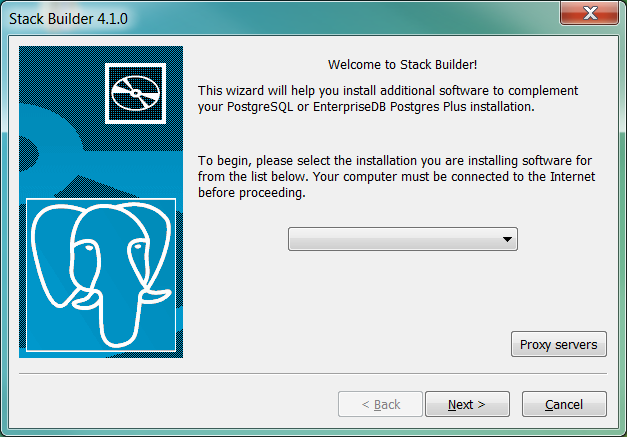 Stack Builder 4.1.0
Welcome to Stack Builder!
This wizard will help you install additional software to complement
your PostgreSQL or EnterpriseDB Postgres Plus installation.
To begin, please select the installation you are installing software for
from the list below. Your computer must be connected to the Internet
before proceeding.
Proxy servers
< Back
Next >
Cancel